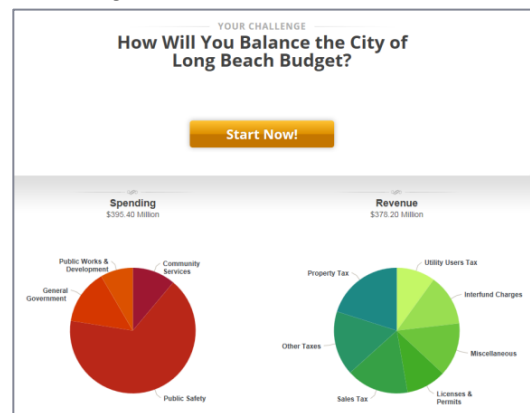 YOUR CHALLENGE
How Will You Balance the City of
Long Beach Budget?
Start Now!
Spending
$395.40 Million
Public Works &
Development
Community
Services
General
Government
Public Safety
Revenue
$378.20 Million
Utility Users Tax
Property Tax
Interfund Charges
Other Taxes
Miscellaneous
Sales Tax
Licenses &
Permits